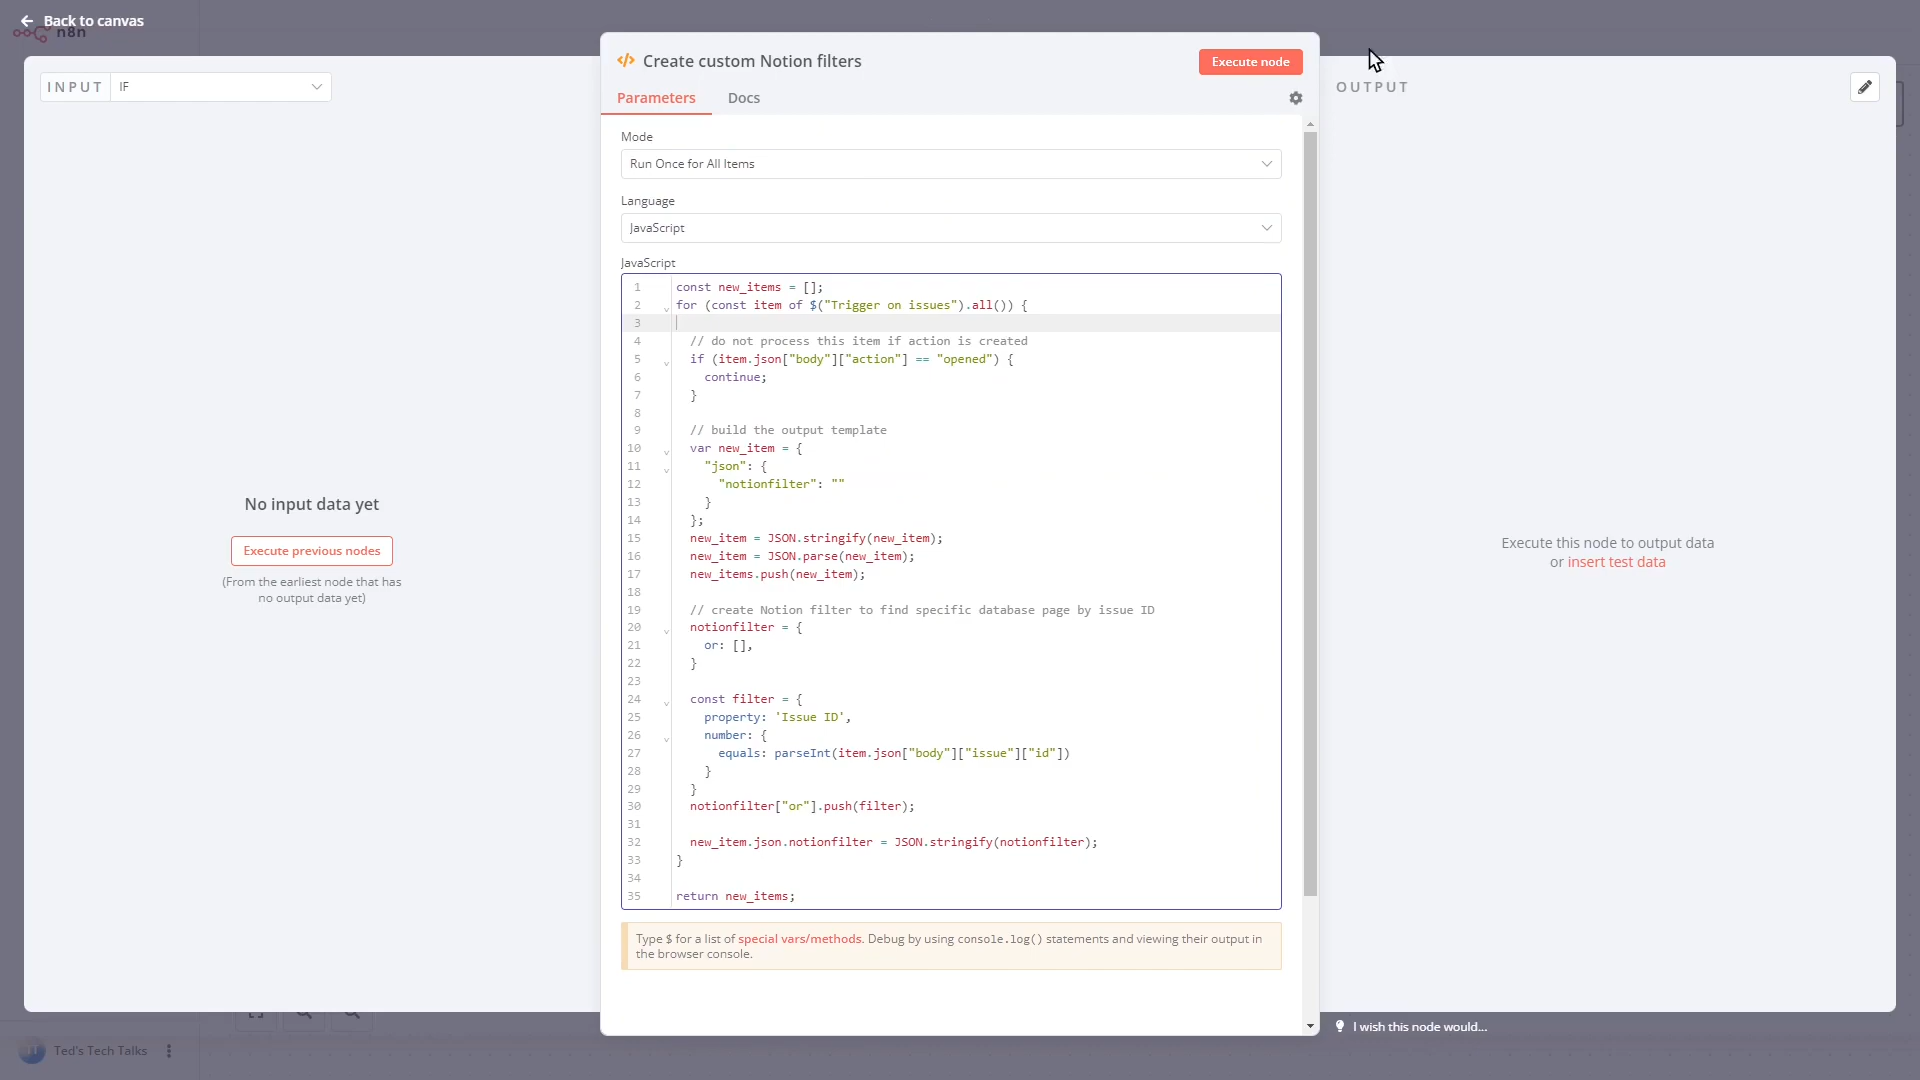 Back to canvas
n8n
INPUT IF
Create custom Notion filters
Execute node
Parameters Docs
OUTPUT
Mode
Run Once for All Items
Language
JavaScript
JavaScript
1 const new_items = [];
2 for (const item of $("Trigger on issues").all()) {
3
4 // do not process this item if action is created
5 if (item.json["body"]["action"] == "opened") {
6 continue;
7 }
8
9 // build the output template
10 var new_item = {
11 "json": {
12 "notionfilter": ""
13 }
14 };
15 new_item = JSON.stringify(new_item);
16 new_item = JSON.parse(new_item);
17 new_items.push(new_item);
18
19 // create Notion filter to find specific database page by issue ID
20 notionfilter = {
21 or: [],
22 }
23
24 const filter = {
25 property: 'Issue ID',
26 number: {
27 equals: parseInt(item.json["body"]["issue"]["id"])
28 }
29 }
30 notionfilter["or"].push(filter);
31
32 new_item.json.notionfilter = JSON.stringify(notionfilter);
33 }
34
35 return new_items;
Type $ for a list of special vars/methods. Debug by using console.log() statements and viewing their output in
the browser console.
No input data yet
Execute previous nodes
(From the earliest node that has
no output data yet)
Execute this node to output data
or insert test data
I wish this node would...
Ted's Tech Talks